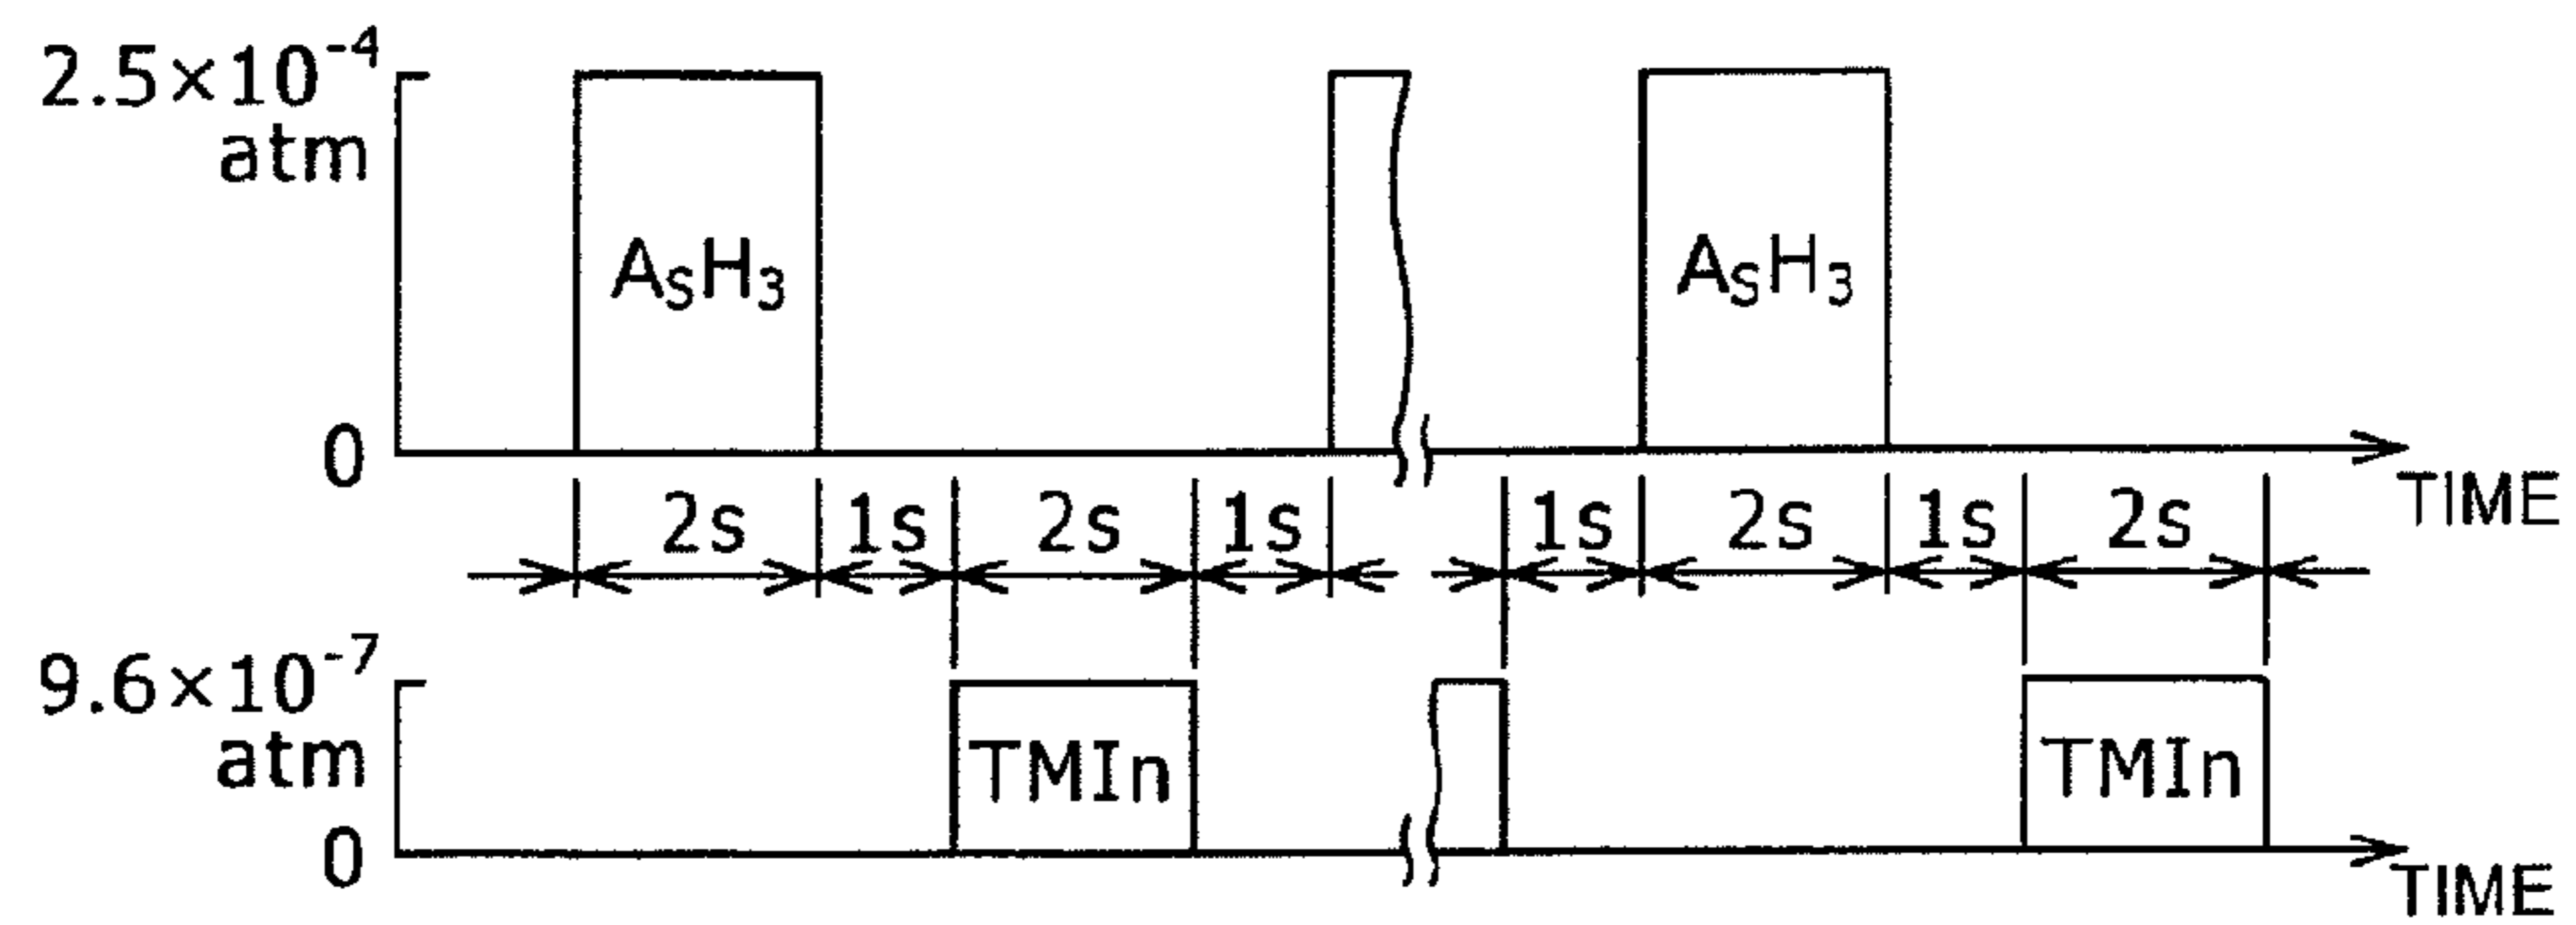 2.5×10⁻⁴
atm
AsH₃
AsH₃
0
TIME
2s 1s 2s 1s 1s 2s 1s 2s
9.6×10⁻⁷
atm
TMIn
TMIn
0
TIME